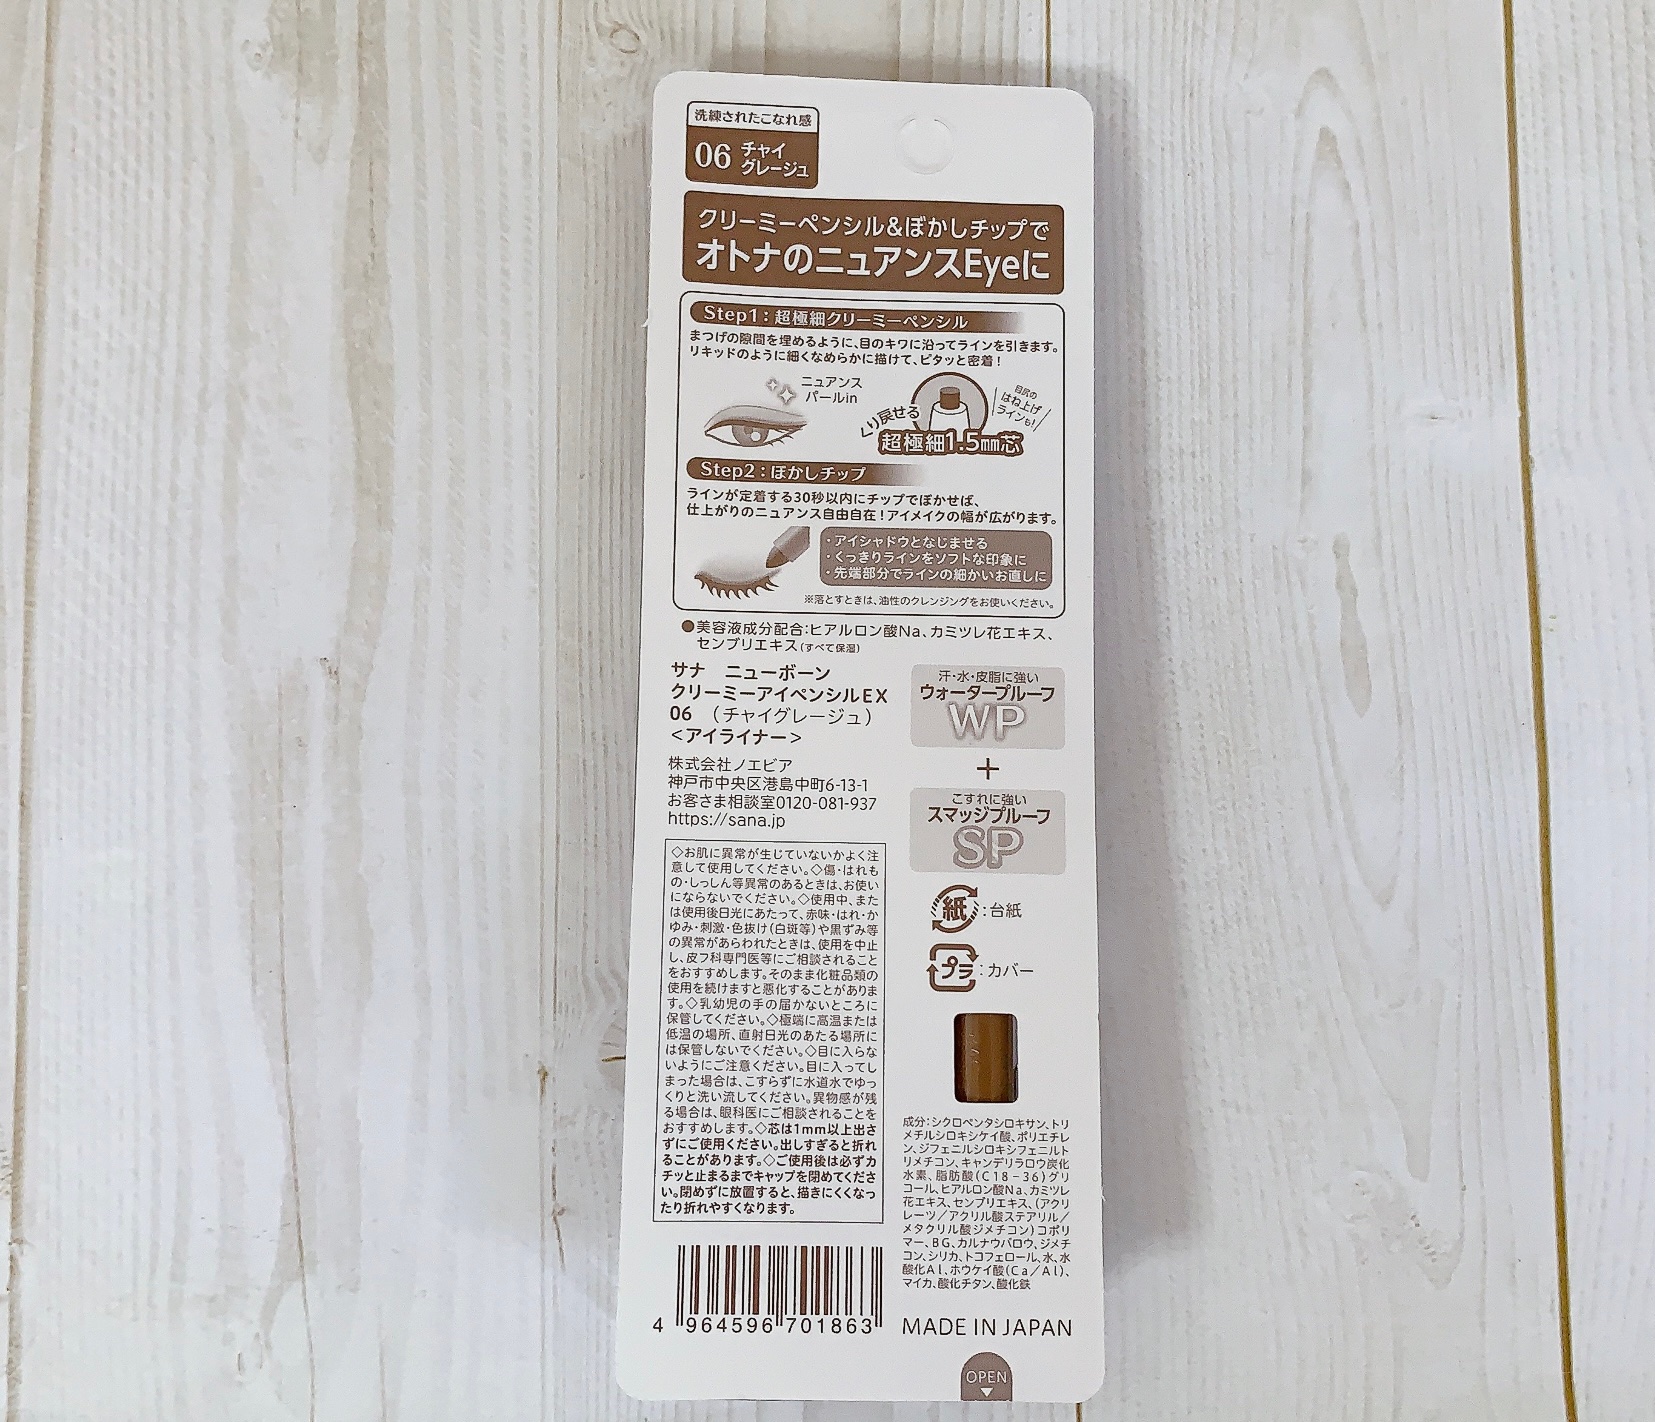 洗練されたこなれ感
06 チャイ
グレージュ
クリーミーペンシル&ぼかしチップで
オトナのニュアンスEyeに
Step1：超極細クリーミーペンシル
まつげの隙間を埋めるように、目のキワに沿ってラインを引きます。
リキッドのように細くなめらかに描けて、ピタッと密着！
ニュアンス
パールin
くり戻せる
超極細1.5mm芯
目尻の
はね上げ
ラインも!
Step2：ぼかしチップ
ラインが定着する30秒以内にチップでぼかせば、
仕上がりのニュアンス自由自在！アイメイクの幅が広がります。
・アイシャドウとなじませる
・くっきりラインをソフトな印象に
・先端部分でラインの細かいお直しに
※落とすときは、油性のクレンジングをお使いください。
●美容液成分配合：ヒアルロン酸Na、カミツレ花エキス、
センブリエキス（すべて保湿）
サナ　ニューボーン
クリーミーアイペンシルEX
06　（チャイグレージュ）
＜アイライナー＞
株式会社ノエビア
神戸市中央区港島中町6-13-1
お客さま相談室0120-081-937
https://sana.jp
◇お肌に異常が生じていないかよく注
意して使用してください。◇傷・はれも
の・しっしん等異常のあるときは、お使い
にならないでください。◇使用中、また
は使用後日光にあたって、赤味・はれ・か
ゆみ・刺激・色抜け（白斑等）や黒ずみ等
の異常があらわれたときは、使用を中止
し、皮フ科専門医等にご相談されること
をおすすめします。そのまま化粧品類の
使用を続けますと悪化することがありま
す。◇乳幼児の手の届かないところに
保管してください。◇極端に高温または
低温の場所、直射日光のあたる場所に
は保管しないでください。◇目に入らな
いようにご注意ください。目に入ってし
まった場合は、こすらずに水道水でゆっ
くりと洗い流してください。異物感が残
る場合は、眼科医にご相談されることを
おすすめします。◇芯は1mm以上出さ
ずにご使用ください。出しすぎると折れ
ることがあります。◇ご使用後は必ずカ
チッと止まるまでキャップを閉めてくださ
い。閉めずに放置すると、描きにくくなっ
たり折れやすくなります。
4 964596 701863
汗・水・皮脂に強い
ウォータープルーフ
WP
＋
こすれに強い
スマッジプルーフ
SP
紙：台紙
プラ：カバー
成分：シクロペンタシロキサン、トリ
メチルシロキシケイ酸、ポリエチレ
ン、ジフェニルシロキシフェニルト
リメチコン、キャンデリラロウ炭化
水素、脂肪酸（C18－36）グリ
コール、ヒアルロン酸Na、カミツレ
花エキス、センブリエキス、（アクリ
レーツ／アクリル酸ステアリル／
メタクリル酸ジメチコン）コポリ
マー、BG、カルナウバロウ、ジメチ
コン、シリカ、トコフェロール、水、水
酸化Al、ホウケイ酸（Ca／Al）、
マイカ、酸化チタン、酸化鉄
MADE IN JAPAN
OPEN